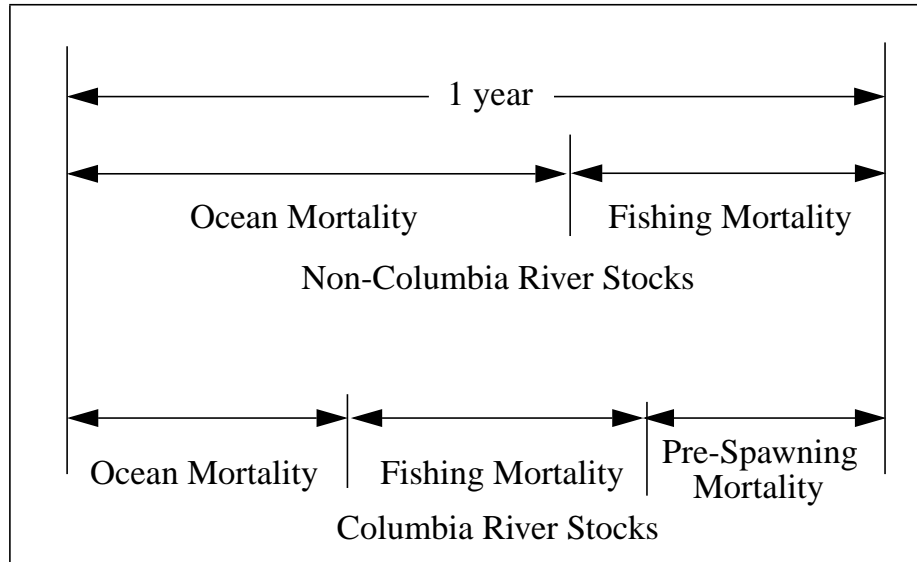 1 year
Ocean Mortality
Fishing Mortality
Non-Columbia River Stocks
Ocean Mortality
Fishing Mortality
Pre-Spawning
Mortality
Columbia River Stocks